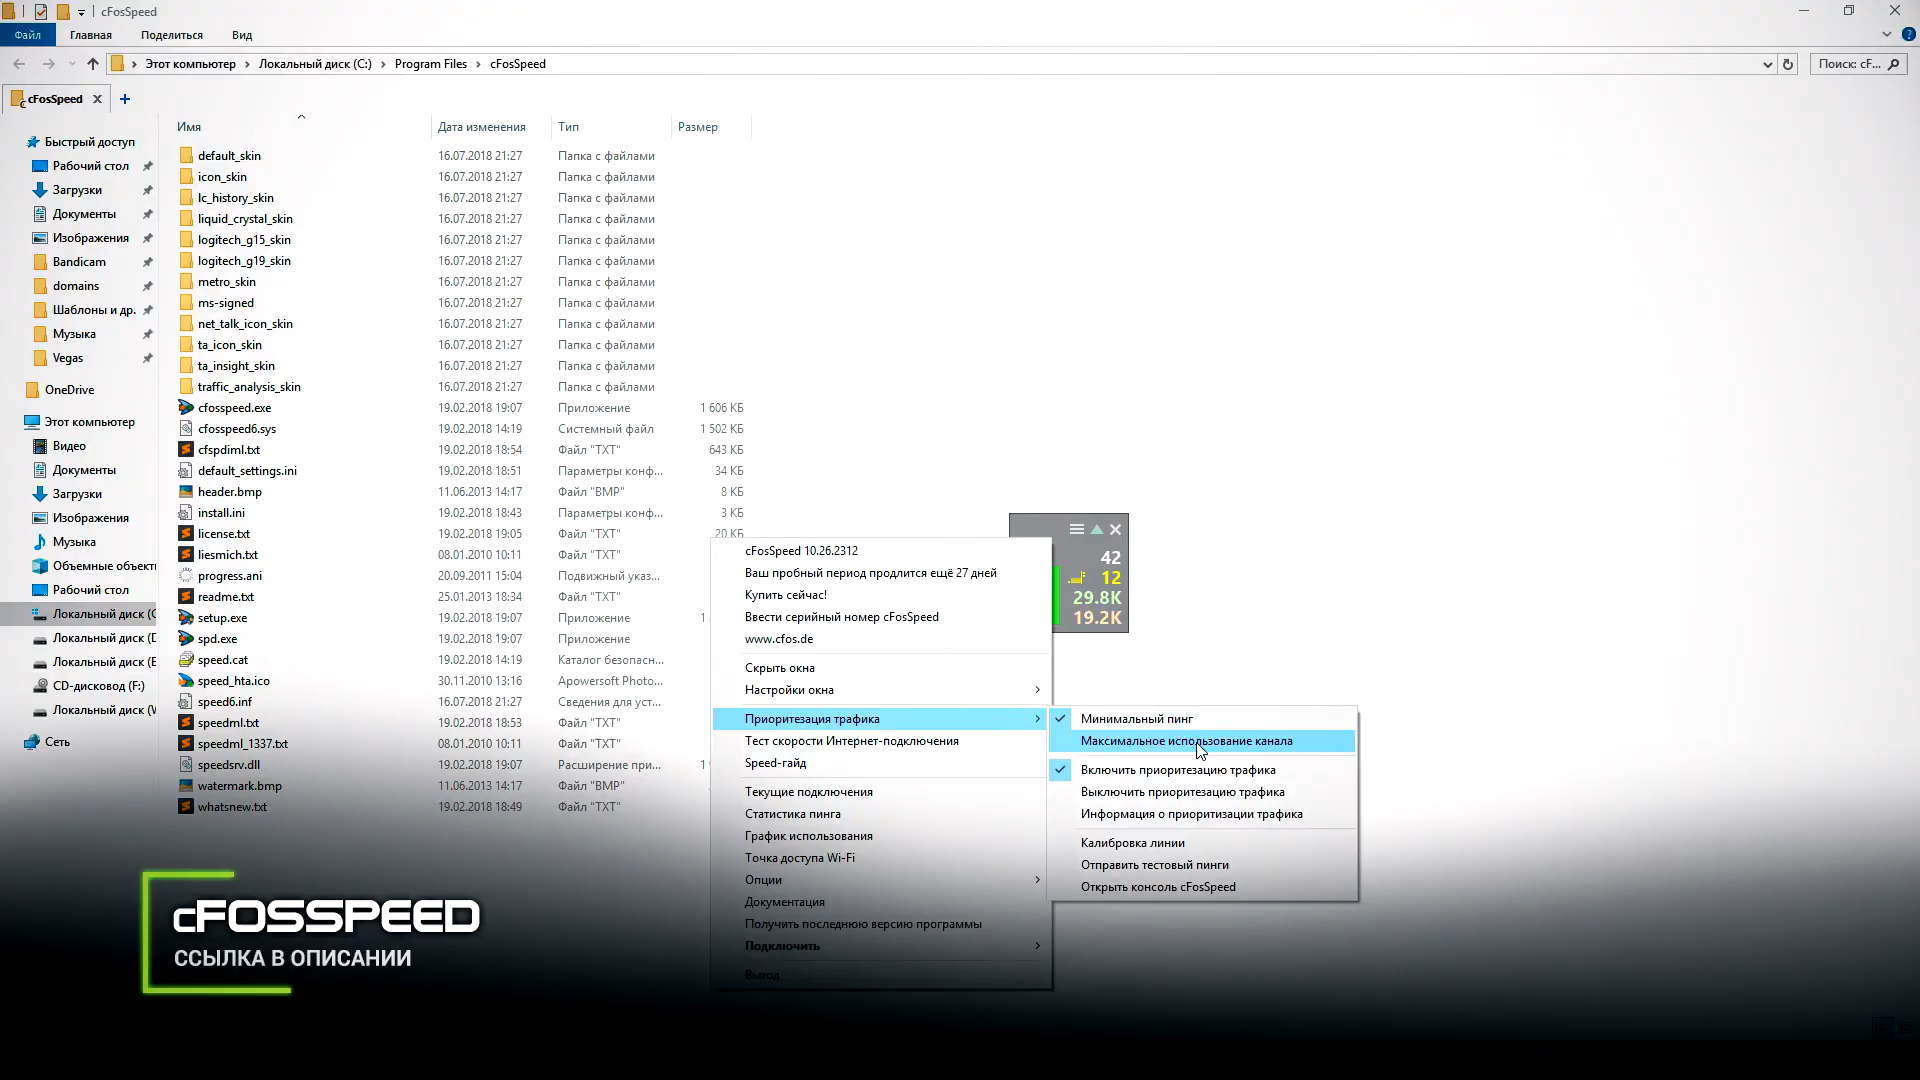 cFosSpeed
Файл
Главная
Поделиться
Вид
Этот компьютер
Локальный диск (C:)
Program Files
cFosSpeed
Поиск: cF...
cFosSpeed
Имя
Дата изменения
Тип
Размер
Быстрый доступ
Рабочий стол
Загрузки
Документы
Изображения
Bandicam
domains
Шаблоны и др.
Музыка
Vegas
OneDrive
Этот компьютер
Видео
Документы
Загрузки
Изображения
Музыка
Объемные объекты
Рабочий стол
Локальный диск (C
Локальный диск (D
Локальный диск (E
CD-дисковод (F:)
Локальный диск (V
Сеть
default_skin 16.07.2018 21:27 Папка с файлами
icon_skin 16.07.2018 21:27 Папка с файлами
lc_history_skin 16.07.2018 21:27 Папка с файлами
liquid_crystal_skin 16.07.2018 21:27 Папка с файлами
logitech_g15_skin 16.07.2018 21:27 Папка с файлами
logitech_g19_skin 16.07.2018 21:27 Папка с файлами
metro_skin 16.07.2018 21:27 Папка с файлами
ms-signed 16.07.2018 21:27 Папка с файлами
net_talk_icon_skin 16.07.2018 21:27 Папка с файлами
ta_icon_skin 16.07.2018 21:27 Папка с файлами
ta_insight_skin 16.07.2018 21:27 Папка с файлами
traffic_analysis_skin 16.07.2018 21:27 Папка с файлами
cfosspeed.exe 19.02.2018 19:07 Приложение 1 606 КБ
cfosspeed6.sys 19.02.2018 14:19 Системный файл 1 502 КБ
cfspdiml.txt 19.02.2018 18:54 Файл "TXT" 643 КБ
default_settings.ini 19.02.2018 18:51 Параметры конф... 34 КБ
header.bmp 11.06.2013 14:17 Файл "BMP" 8 КБ
install.ini 19.02.2018 18:43 Параметры конф... 3 КБ
license.txt 19.02.2018 19:05 Файл "TXT" 20 КБ
liesmich.txt 08.01.2010 10:11 Файл "TXT"
progress.ani 20.09.2011 15:04 Подвижный указ...
readme.txt 25.01.2013 18:34 Файл "TXT"
setup.exe 19.02.2018 19:07 Приложение 1
spd.exe 19.02.2018 19:07 Приложение
speed.cat 19.02.2018 14:19 Каталог безопасн...
speed_hta.ico 30.11.2010 13:16 Apowersoft Photo...
speed6.inf 16.07.2018 21:27 Сведения для уст...
speedml.txt 19.02.2018 18:53 Файл "TXT"
speedml_1337.txt 08.01.2010 10:11 Файл "TXT"
speedsrv.dll 19.02.2018 19:07 Расширение при... 1
watermark.bmp 11.06.2013 14:17 Файл "BMP"
whatsnew.txt 19.02.2018 18:49 Файл "TXT"
42
12
29.8K
19.2K
cFosSpeed 10.26.2312
Ваш пробный период продлится ещё 27 дней
Купить сейчас!
Ввести серийный номер cFosSpeed
www.cfos.de
Скрыть окна
Настройки окна
Приоритезация трафика
Тест скорости Интернет-подключения
Speed-гайд
Текущие подключения
Статистика пинга
График использования
Точка доступа Wi-Fi
Опции
Документация
Получить последнюю версию программы
Подключить
Выход
Минимальный пинг
Максимальное использование канала
Включить приоритезацию трафика
Выключить приоритезацию трафика
Информация о приоритизации трафика
Калибровка линии
Отправить тестовый пинги
Открыть консоль cFosSpeed
cFOSSPEED
ССЫЛКА В ОПИСАНИИ